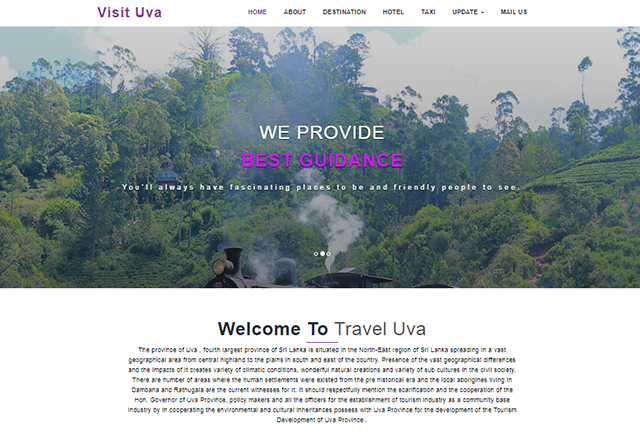 Visit Uva
HOME ABOUT DESTINATION HOTEL TAXI UPDATE MAIL US
WE PROVIDE
BEST GUIDANCE
You'll always have fascinating places to be and friendly people to see.
Welcome To Travel Uva
The province of Uva , fourth largest province of Sri Lanka is situated in the North-East region of Sri Lanka spreading in a vast
geographical area from central highland to the plains in south and east of the country. Presence of the vast geographical differences
and the impacts of it creates variety of climatic conditions, wonderful natural creations and variety of sub cultures in the civil society.
There are number of areas where the human settlements were existed from the pre historical era and the local aborigines living in
Dambana and Rathugala are the current witnesses for it. It should respectfully mention the scarification and the cooperation of the
Hon. Governor of Uva Province, policy makers and all the officers for the establishment of tourism industry as a community base
industry by in cooperating the environmental and cultural inheritances possess with Uva Province for the development of the Tourism
Development of Uva Province..